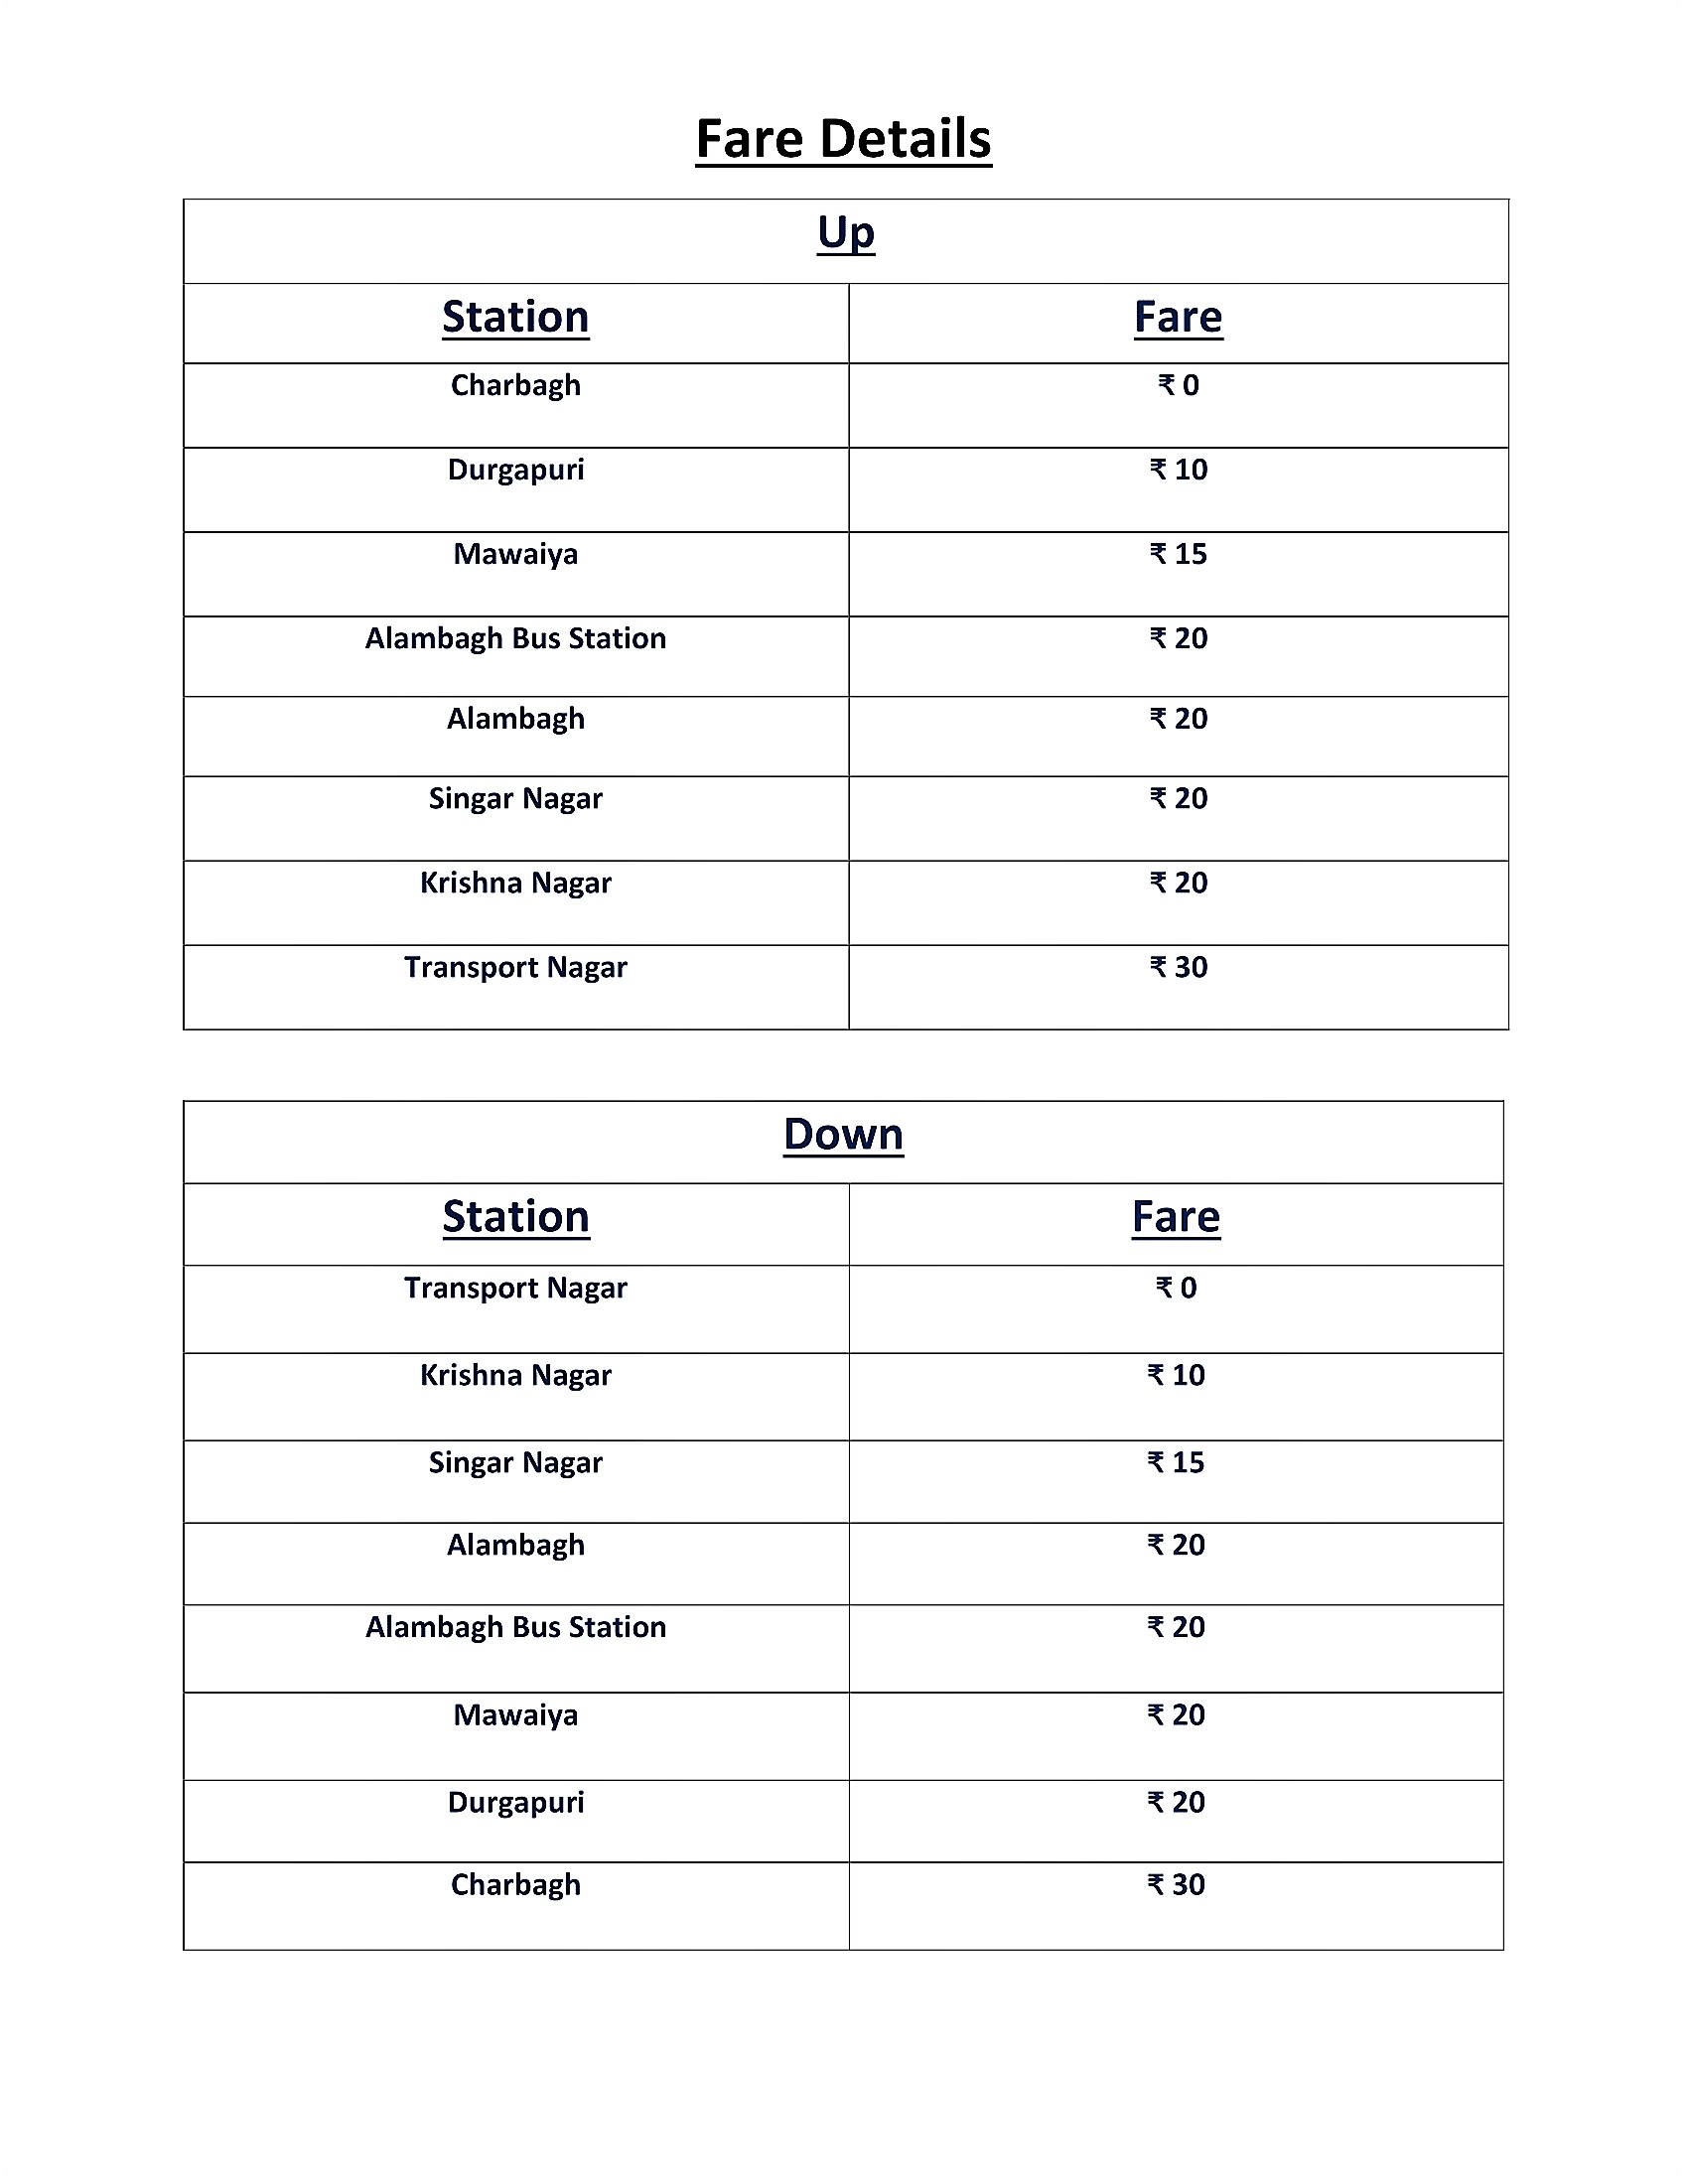 Fare Details
Up
Station Fare
Charbagh ₹ 0
Durgapuri ₹ 10
Mawaiya ₹ 15
Alambagh Bus Station ₹ 20
Alambagh ₹ 20
Singar Nagar ₹ 20
Krishna Nagar ₹ 20
Transport Nagar ₹ 30
Down
Station Fare
Transport Nagar ₹ 0
Krishna Nagar ₹ 10
Singar Nagar ₹ 15
Alambagh ₹ 20
Alambagh Bus Station ₹ 20
Mawaiya ₹ 20
Durgapuri ₹ 20
Charbagh ₹ 30